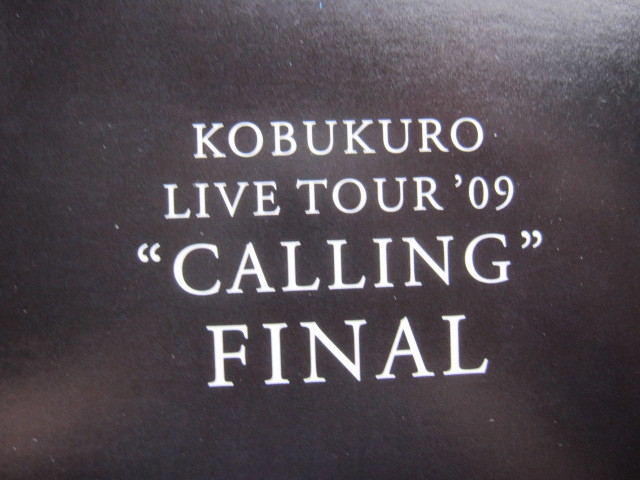 KOBUKURO
LIVE TOUR ’09
“CALLING”
FINAL